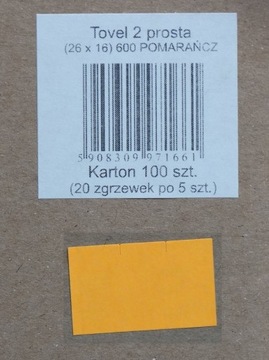 Tovel 2 prosta
(26 x 16) 600 POMARAŃCZ
5 908309 971661
Karton 100 szt.
(20 zgrzewek po 5 szt.)